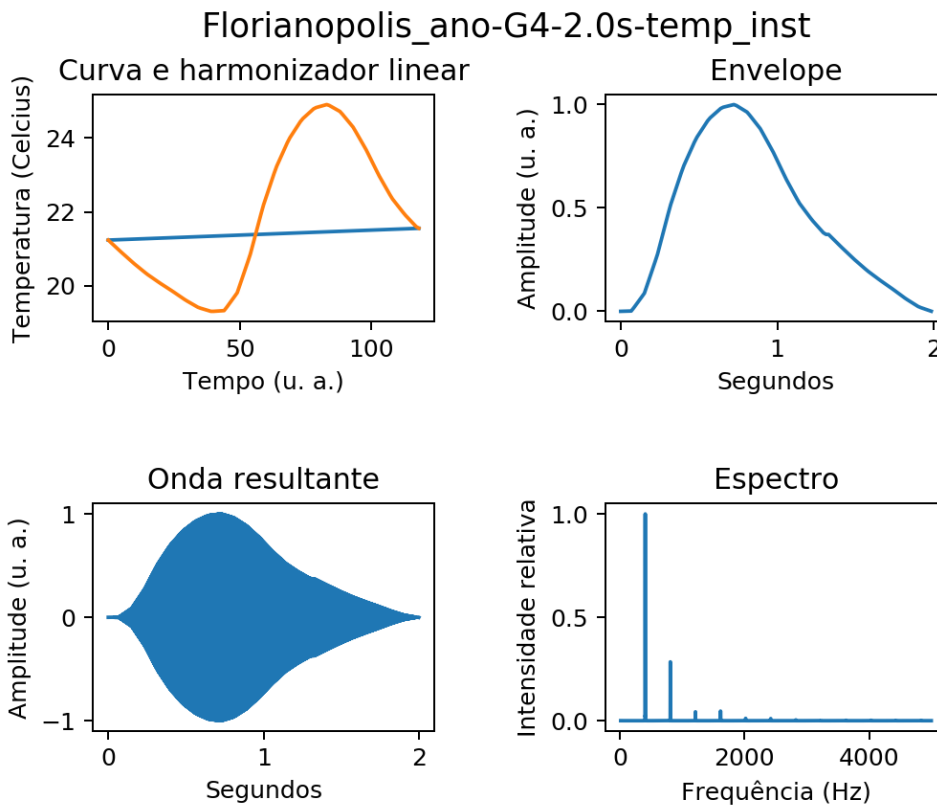 Florianopolis_ano-G4-2.0s-temp_inst
Curva e harmonizador linear
Temperatura (Celcius)
24
22
20
0 50 100
Tempo (u. a.)
Envelope
Amplitude (u. a.)
1.0
0.5
0.0
0 1 2
Segundos
Onda resultante
Amplitude (u. a.)
1
0
−1
0 1 2
Segundos
Espectro
Intensidade relativa
1.0
0.5
0.0
0 2000 4000
Frequência (Hz)